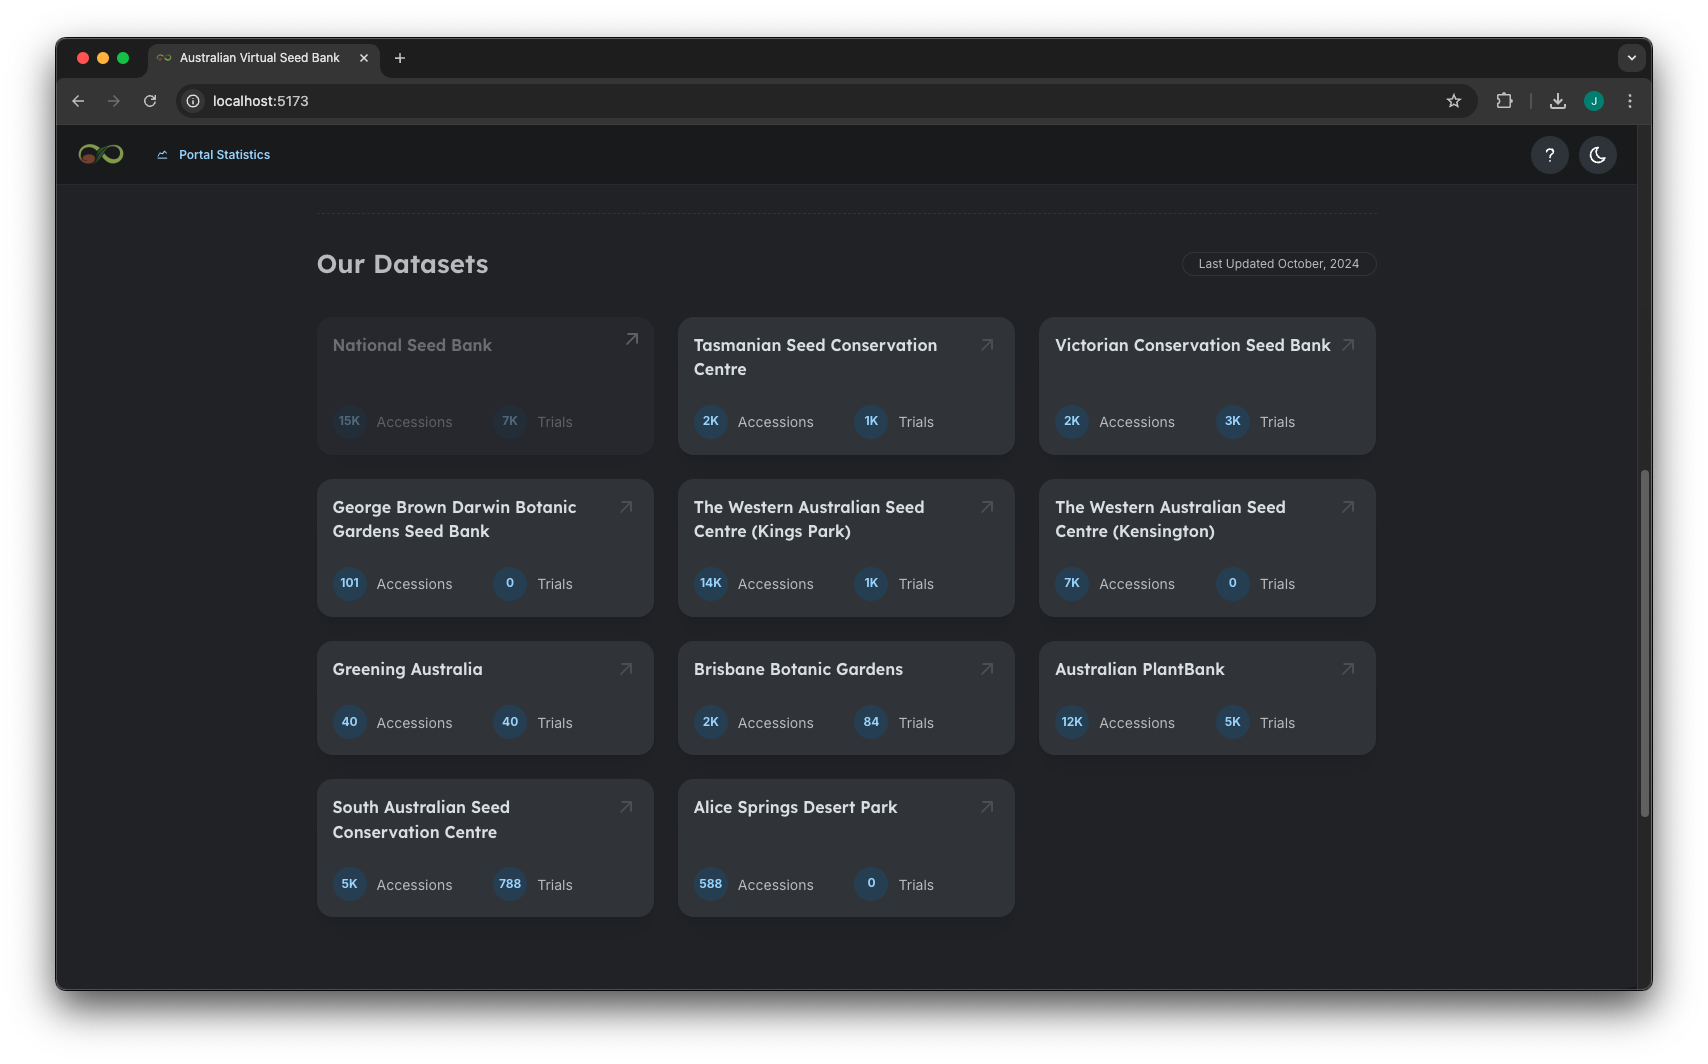 Australian Virtual Seed Bank
localhost:5173
J
Portal Statistics
?
Our Datasets
Last Updated October, 2024
National Seed Bank
15K Accessions 7K Trials
Tasmanian Seed Conservation
Centre
2K Accessions 1K Trials
Victorian Conservation Seed Bank
2K Accessions 3K Trials
George Brown Darwin Botanic
Gardens Seed Bank
101 Accessions 0 Trials
The Western Australian Seed
Centre (Kings Park)
14K Accessions 1K Trials
The Western Australian Seed
Centre (Kensington)
7K Accessions 0 Trials
Greening Australia
40 Accessions 40 Trials
Brisbane Botanic Gardens
2K Accessions 84 Trials
Australian PlantBank
12K Accessions 5K Trials
South Australian Seed
Conservation Centre
5K Accessions 788 Trials
Alice Springs Desert Park
588 Accessions 0 Trials